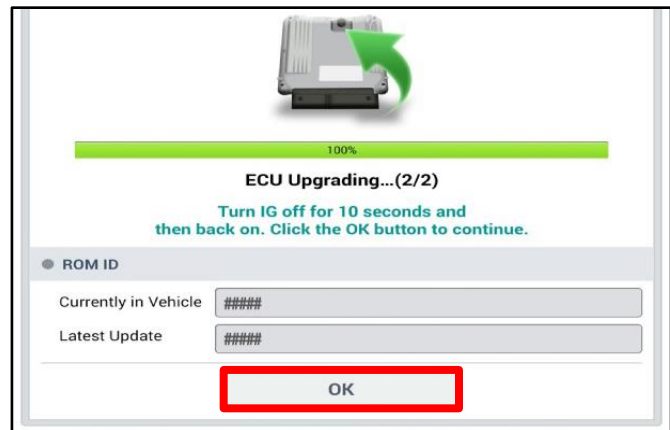 100%
ECU Upgrading...(2/2)
Turn IG off for 10 seconds and
then back on. Click the OK button to continue.
ROM ID
Currently in Vehicle #####
Latest Update #####
OK